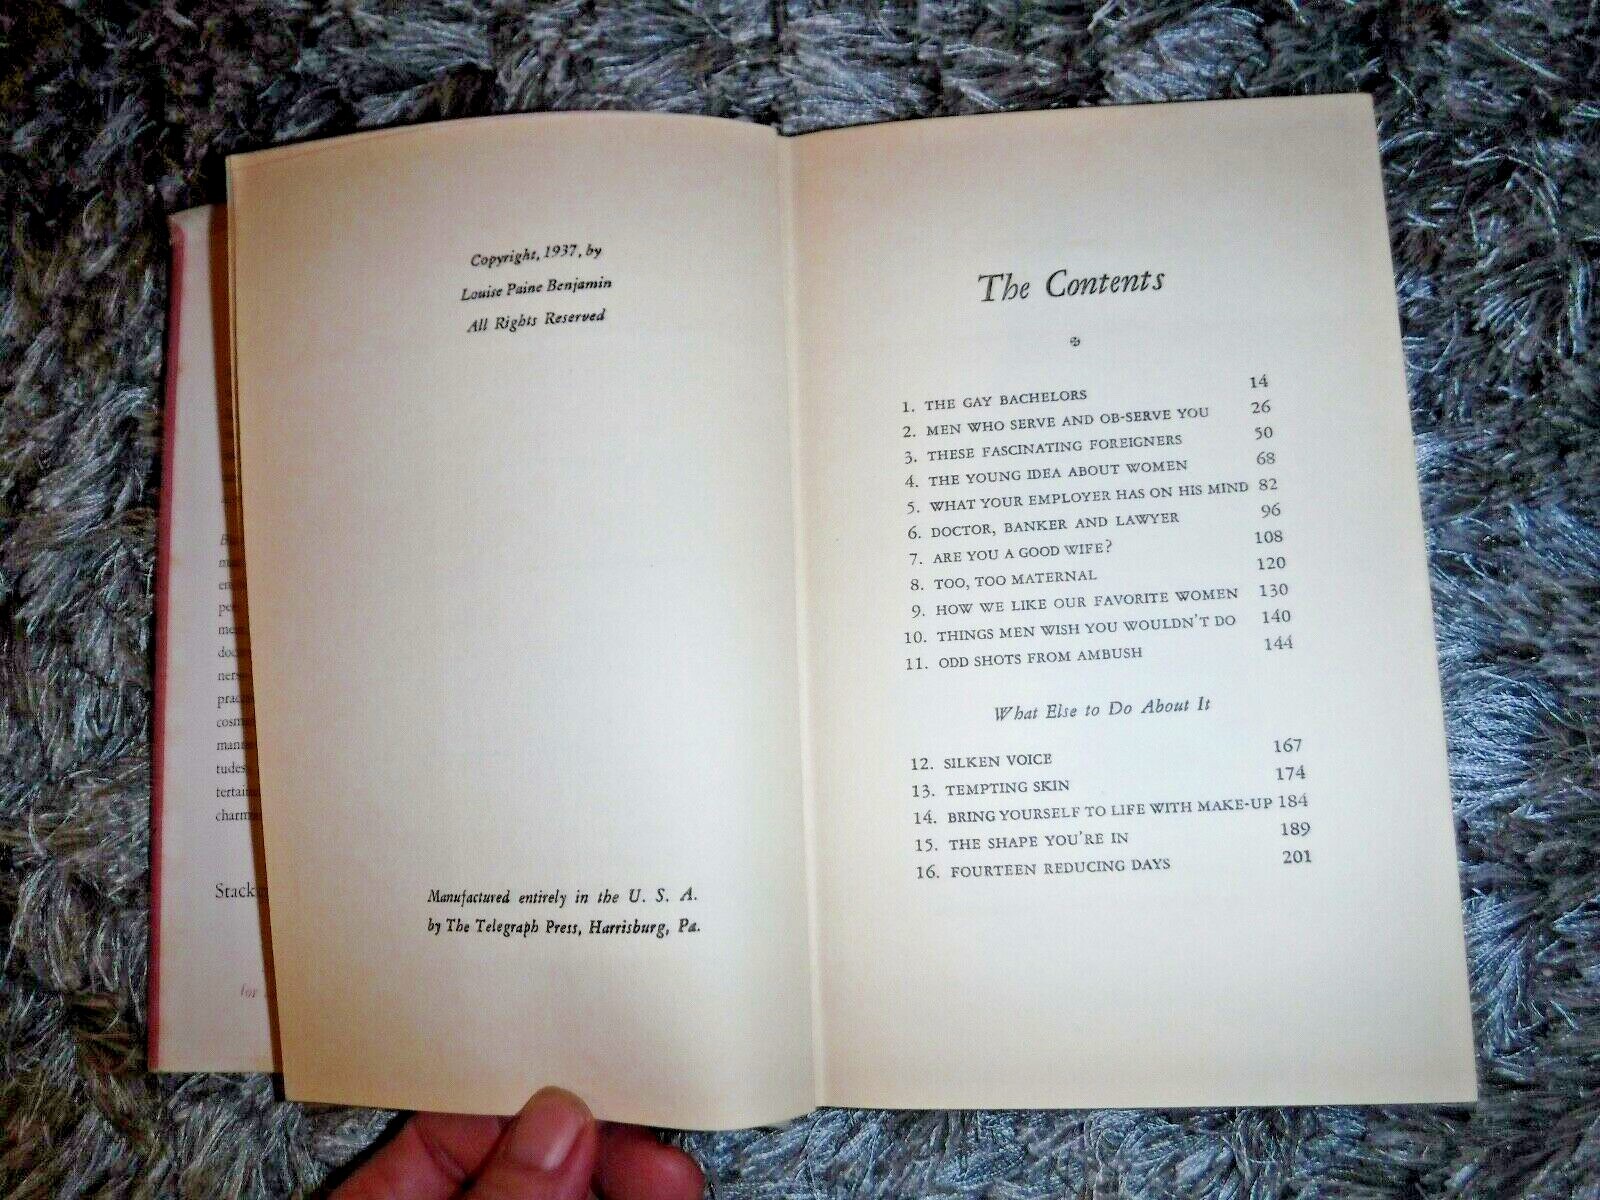 Copyright, 1937, by
Louise Paine Benjamin
All Rights Reserved
Manufactured entirely in the U. S. A.
by The Telegraph Press, Harrisburg, Pa.
The Contents
1. THE GAY BACHELORS 14
2. MEN WHO SERVE AND OB-SERVE YOU 26
3. THESE FASCINATING FOREIGNERS 50
4. THE YOUNG IDEA ABOUT WOMEN 68
5. WHAT YOUR EMPLOYER HAS ON HIS MIND 82
6. DOCTOR, BANKER AND LAWYER 96
7. ARE YOU A GOOD WIFE? 108
8. TOO, TOO MATERNAL 120
9. HOW WE LIKE OUR FAVORITE WOMEN 130
10. THINGS MEN WISH YOU WOULDN'T DO 140
11. ODD SHOTS FROM AMBUSH 144
What Else to Do About It
12. SILKEN VOICE 167
13. TEMPTING SKIN 174
14. BRING YOURSELF TO LIFE WITH MAKE-UP 184
15. THE SHAPE YOU'RE IN 189
16. FOURTEEN REDUCING DAYS 201